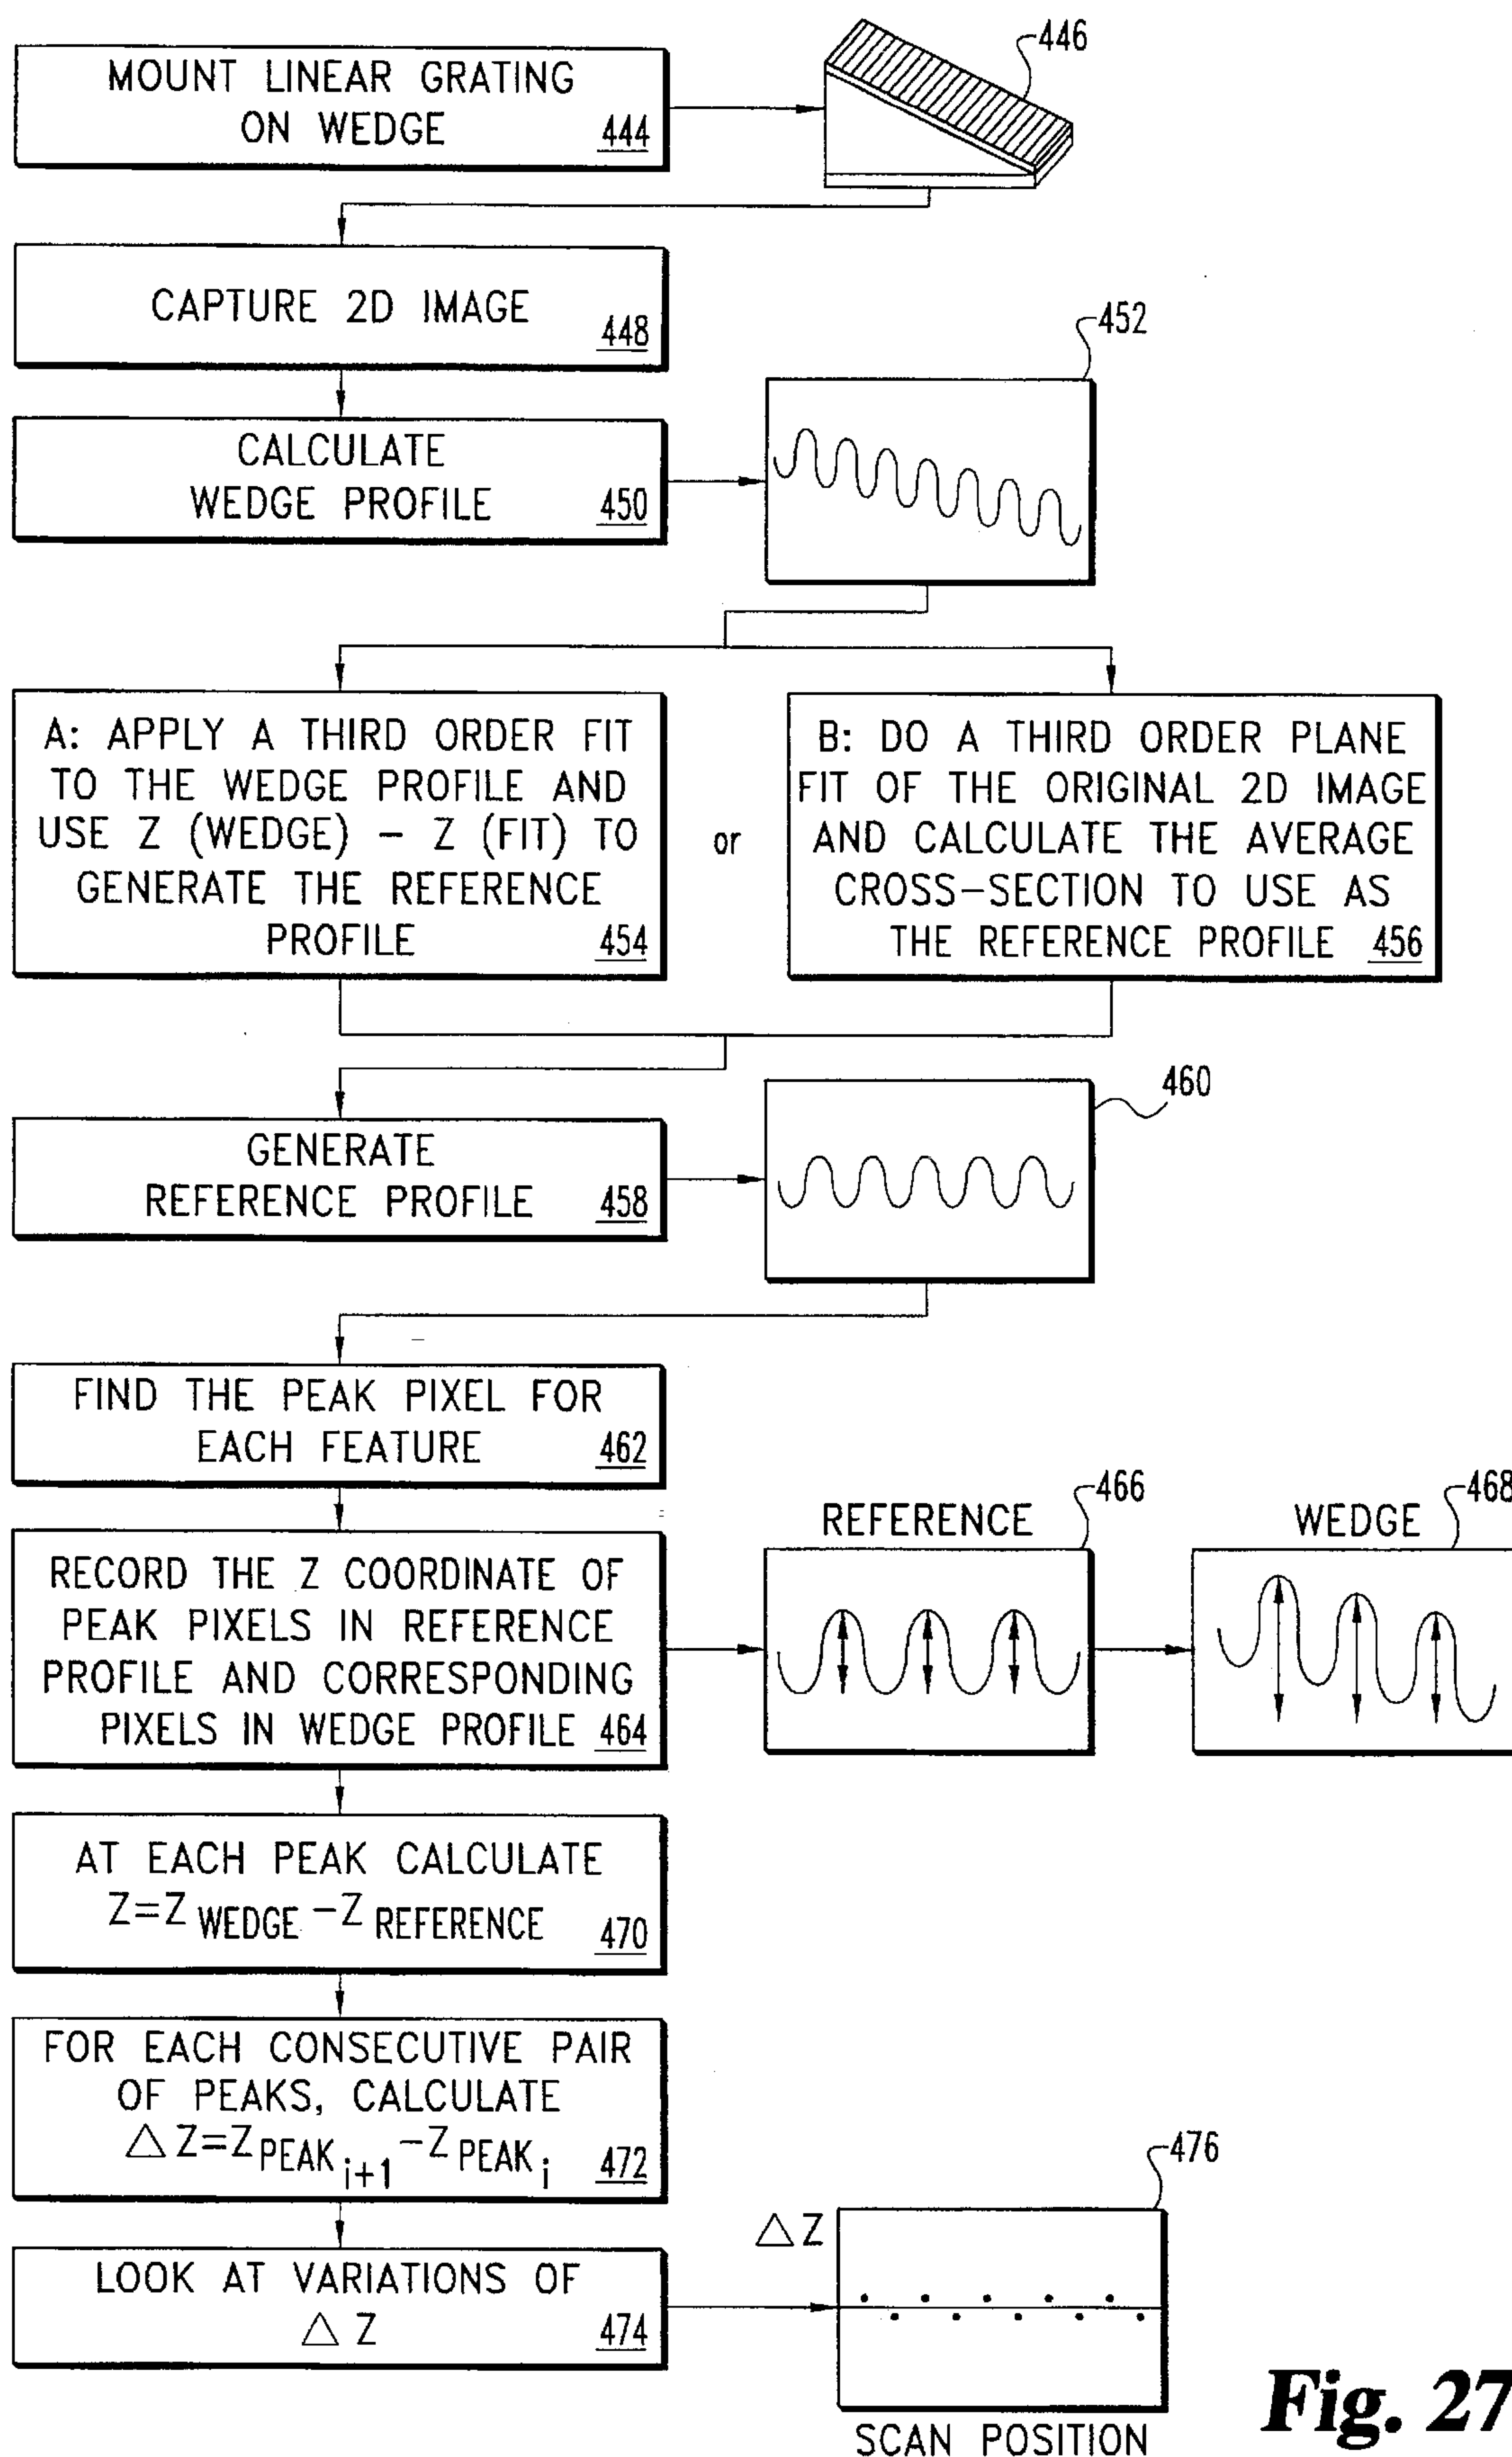 MOUNT LINEAR GRATING
ON WEDGE 444
446
CAPTURE 2D IMAGE
448
452
CALCULATE
WEDGE PROFILE 450
A: APPLY A THIRD ORDER FIT
TO THE WEDGE PROFILE AND
USE Z (WEDGE) – Z (FIT) TO
GENERATE THE REFERENCE
PROFILE 454
or
B: DO A THIRD ORDER PLANE
FIT OF THE ORIGINAL 2D IMAGE
AND CALCULATE THE AVERAGE
CROSS–SECTION TO USE AS
THE REFERENCE PROFILE 456
460
GENERATE
REFERENCE PROFILE 458
FIND THE PEAK PIXEL FOR
EACH FEATURE 462
RECORD THE Z COORDINATE OF
PEAK PIXELS IN REFERENCE
PROFILE AND CORRESPONDING
PIXELS IN WEDGE PROFILE 464
REFERENCE
466
WEDGE
468
AT EACH PEAK CALCULATE
Z=Z WEDGE –Z REFERENCE
470
FOR EACH CONSECUTIVE PAIR
OF PEAKS, CALCULATE
△ Z=Z PEAK i+1 –Z PEAK i
472
LOOK AT VARIATIONS OF
△ Z 474
△ Z
476
SCAN POSITION
Fig. 27